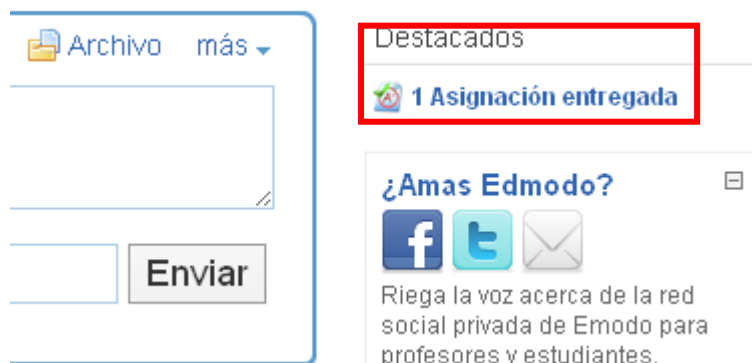 Archivo más
Enviar
Destacados
1 Asignación entregada
¿Amas Edmodo?
Riega la voz acerca de la red
social privada de Emodo para
profesores y estudiantes.